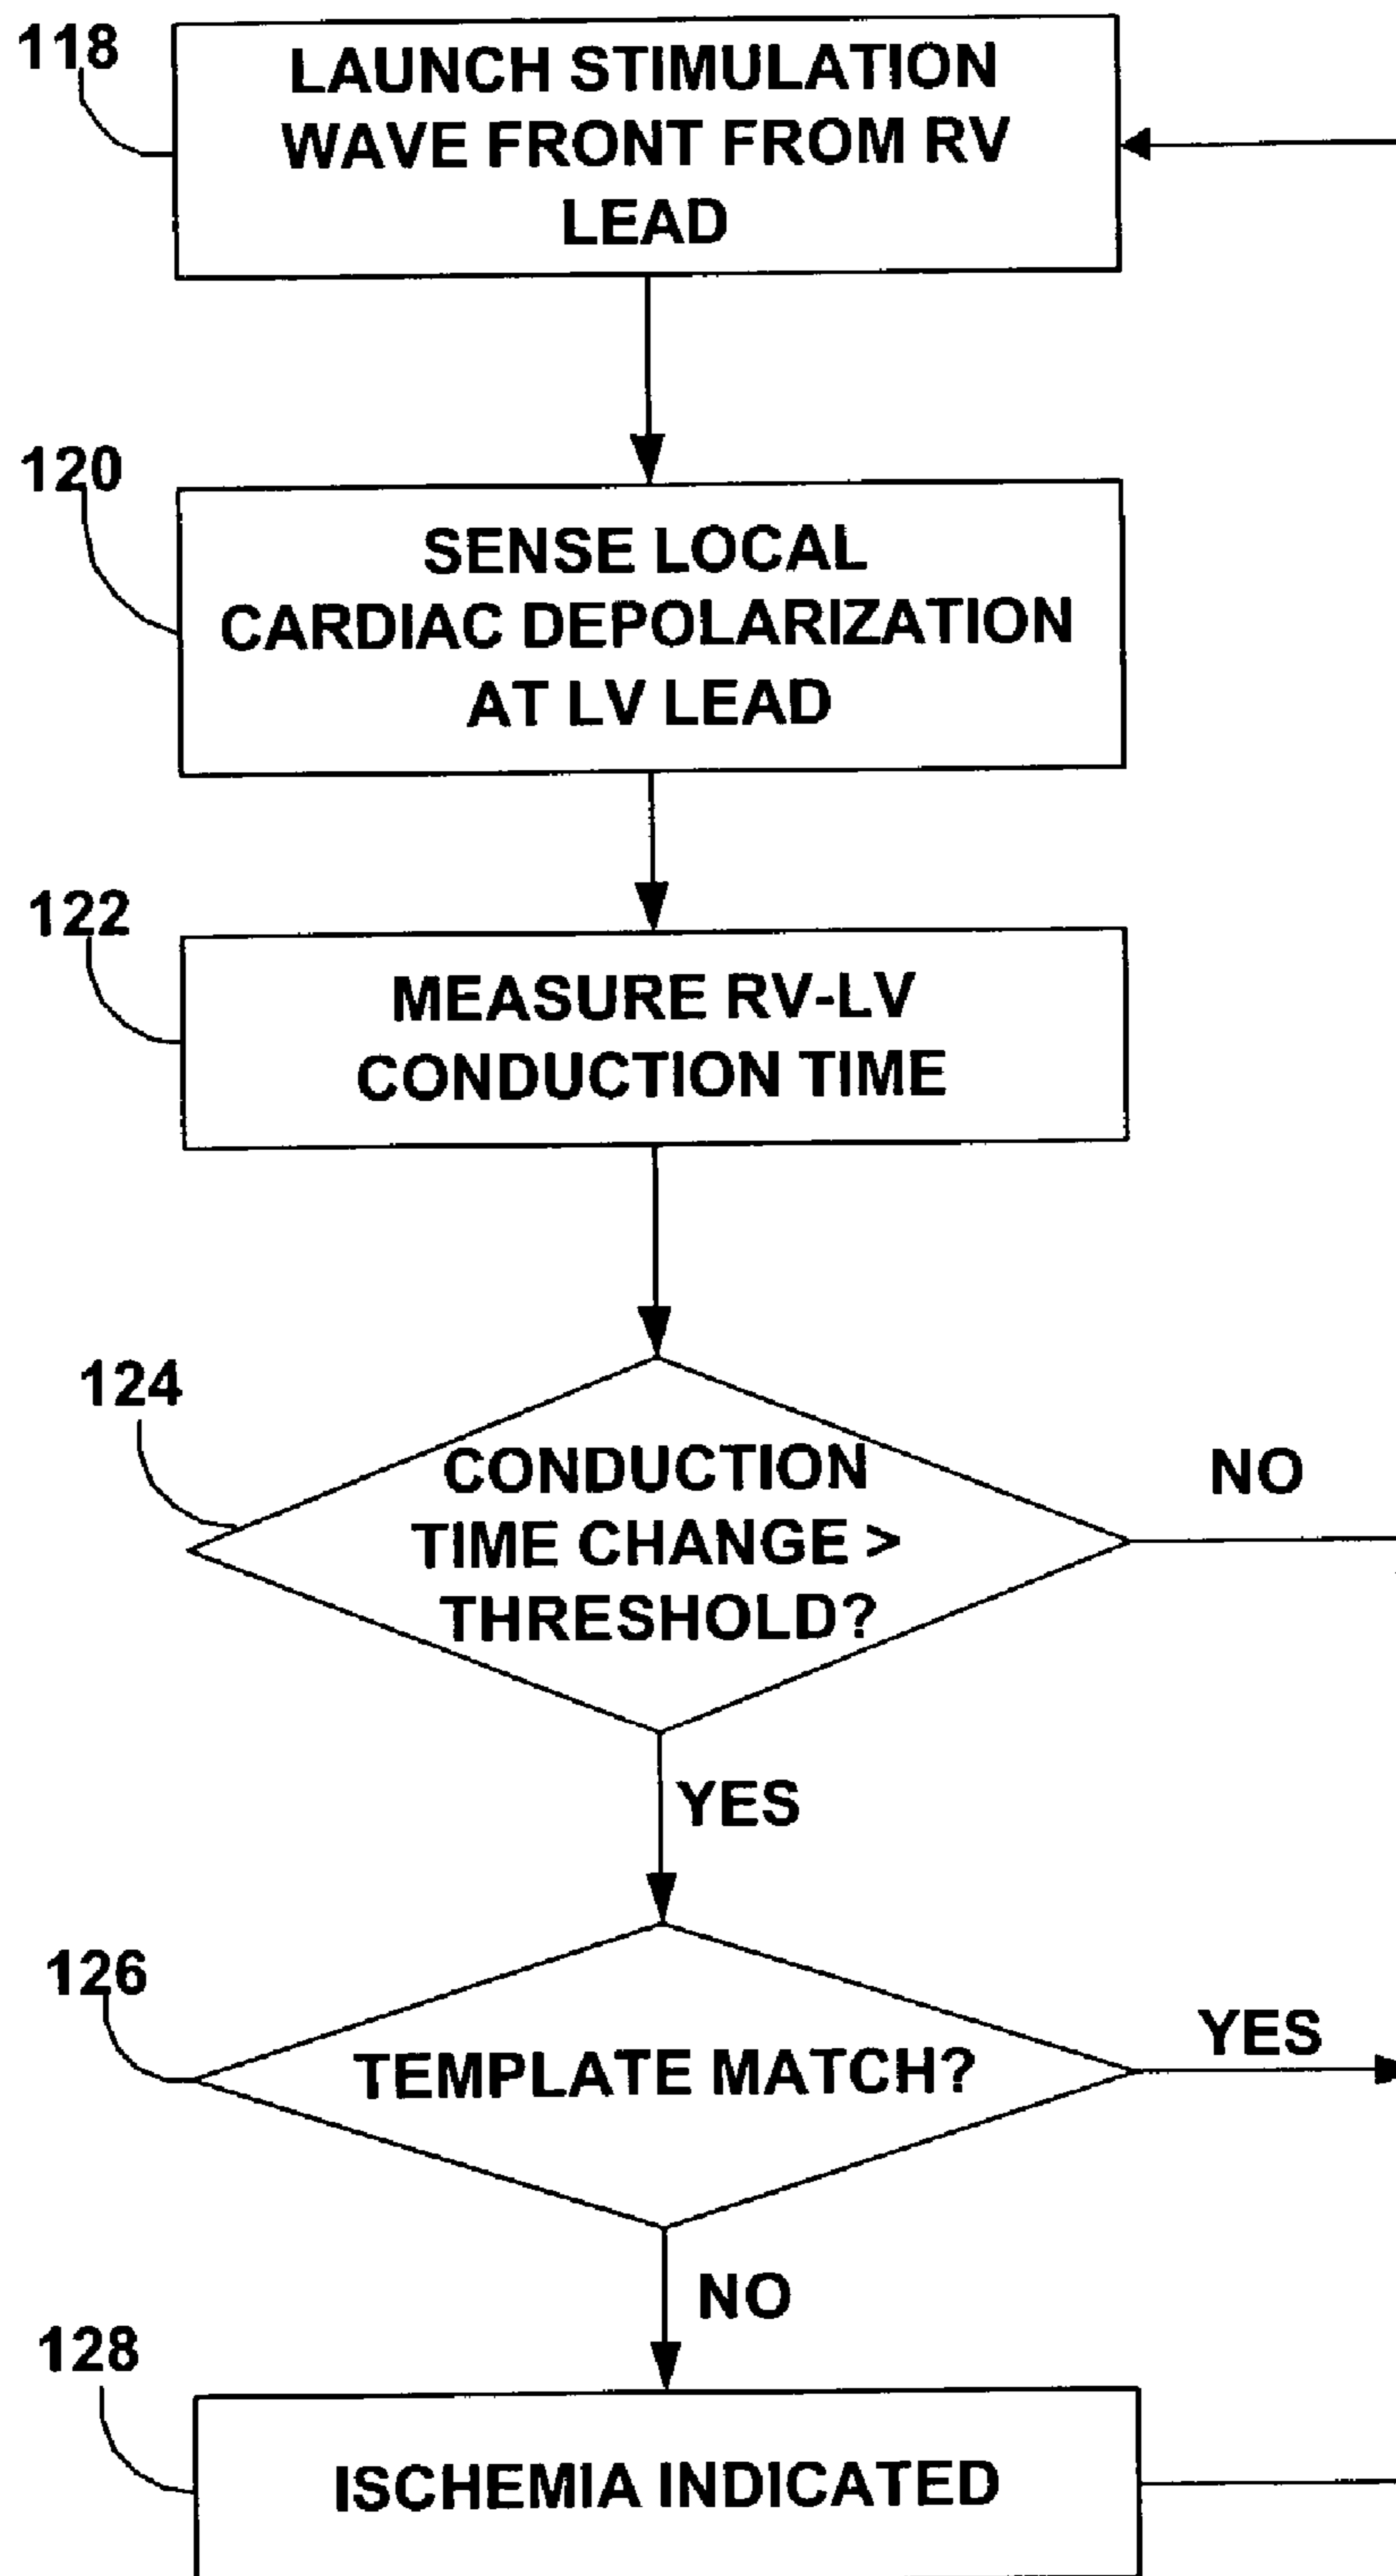 118
LAUNCH STIMULATION
WAVE FRONT FROM RV
LEAD
120
SENSE LOCAL
CARDIAC DEPOLARIZATION
AT LV LEAD
122
MEASURE RV-LV
CONDUCTION TIME
124
CONDUCTION
TIME CHANGE >
THRESHOLD?
NO
YES
126
TEMPLATE MATCH?
YES
NO
128
ISCHEMIA INDICATED